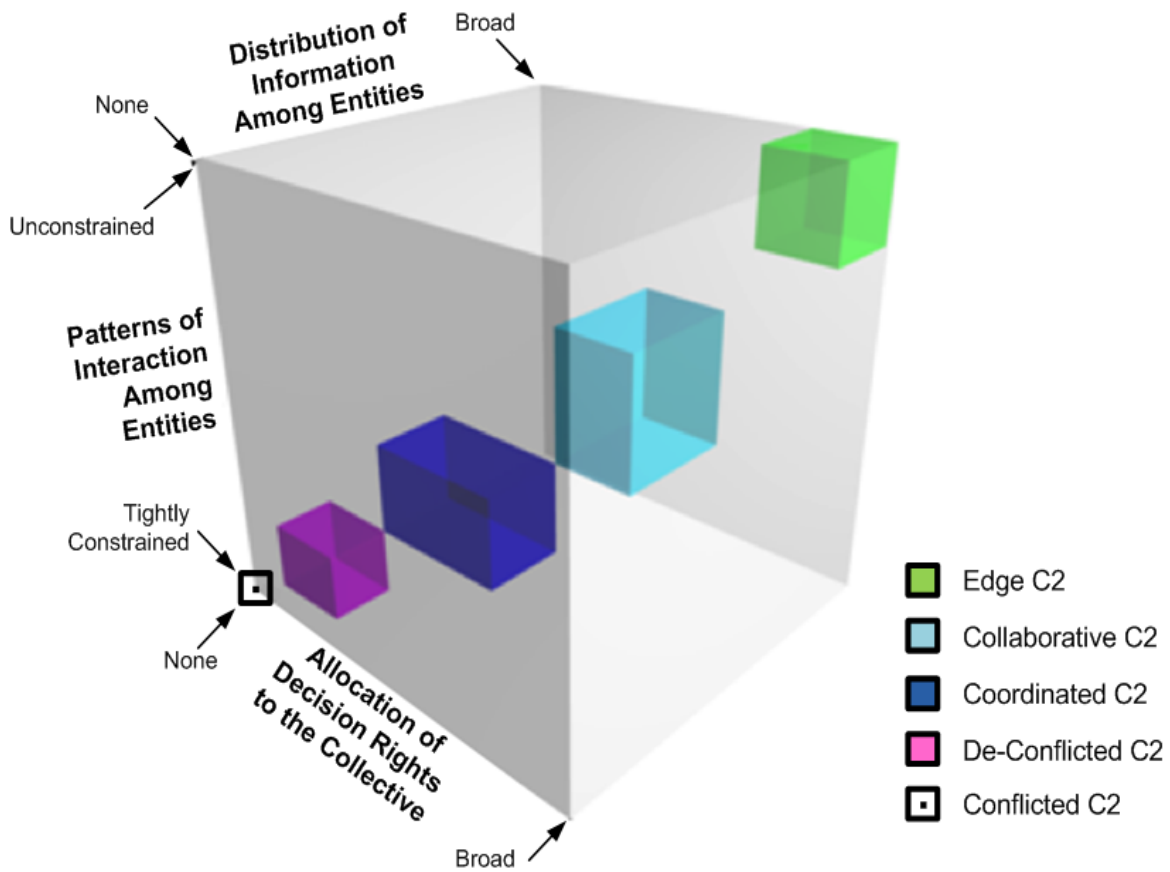 Distribution of
Information
Among Entities
Broad
None
Unconstrained
Patterns of
Interaction
Among
Entities
Tightly
Constrained
None
Allocation of
Decision Rights
to the Collective
Broad
Edge C2
Collaborative C2
Coordinated C2
De-Conflicted C2
Conflicted C2